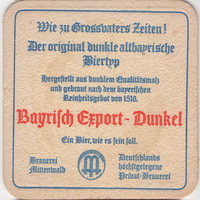 Wie zu Grossvaters Zeiten!
Der original dunkle altbayrische
Biertyp
Hergestellt aus dunklem Qualitätsmalz
und gebraut nach dem bayerischen
Reinheitsgebot von 1516.
Bayrisch Export-Dunkel
Ein Bier, wie es sein soll.
Brauerei
Mittenwald
Deutschlands
höchstgelegene
Privat-Brauerei